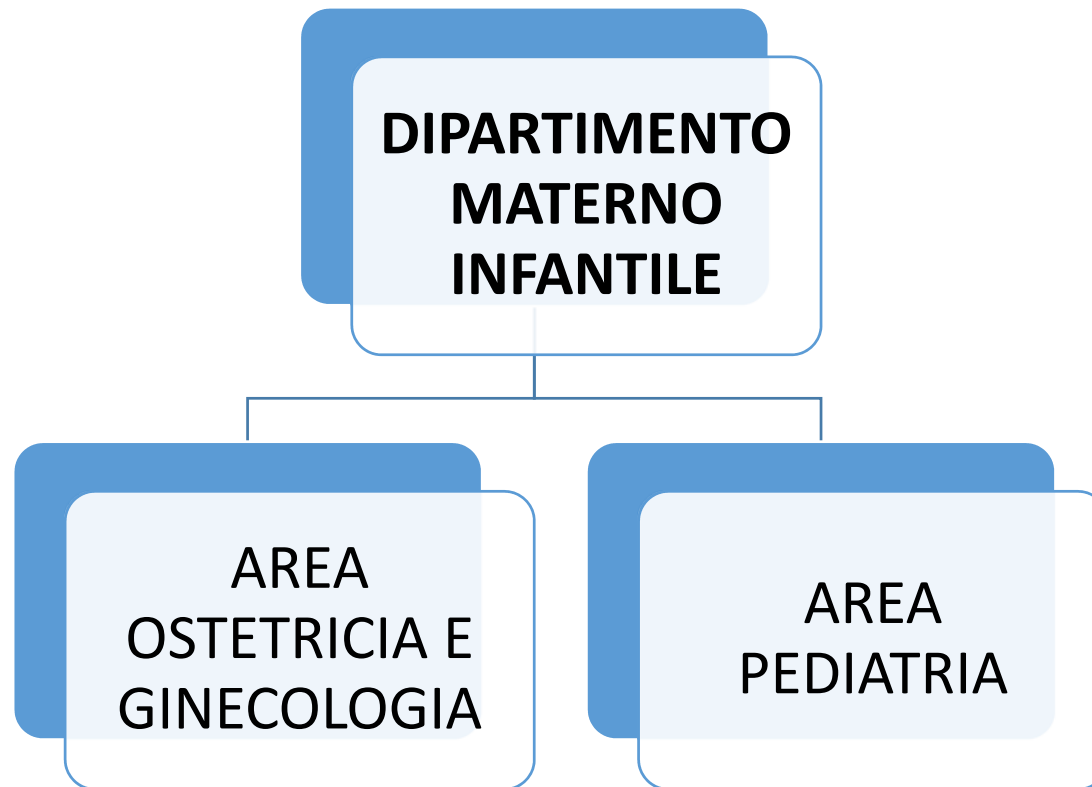 DIPARTIMENTO
MATERNO
INFANTILE
AREA
OSTETRICIA E
GINECOLOGIA
AREA
PEDIATRIA